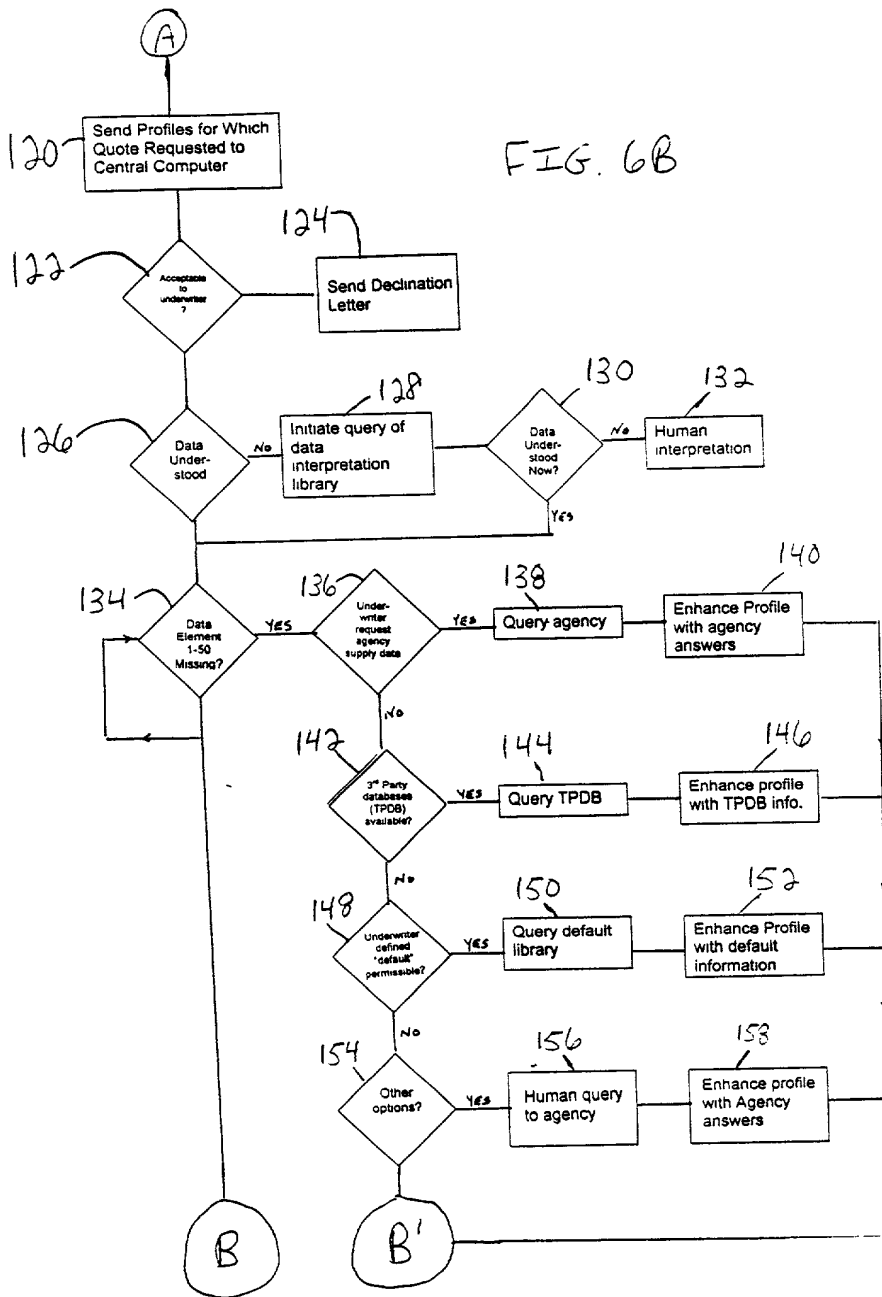 A
120
Send Profiles for Which
Quote Requested to
Central Computer
FIG. 6B
122
Acceptable
to
underwriter
?
124
Send Declination
Letter
126
Data
Under-
stood
NO
128
Initiate query of
data
interpretation
library
130
Data
Under-
stood
Now?
NO
132
Human
interpretation
YES
134
Data
Element
1-50
Missing?
YES
136
Under-
writer
request
agency
supply data
YES
138
Query agency
140
Enhance Profile
with agency
answers
NO
142
3rd Party
databases
(TPDB)
available?
YES
144
Query TPDB
146
Enhance profile
with TPDB info.
NO
148
Underwriter
defined
"default"
permissible?
YES
150
Query default
library
152
Enhance Profile
with default
information
NO
154
Other
options?
YES
156
Human query
to agency
158
Enhance profile
with Agency
answers
B
B'